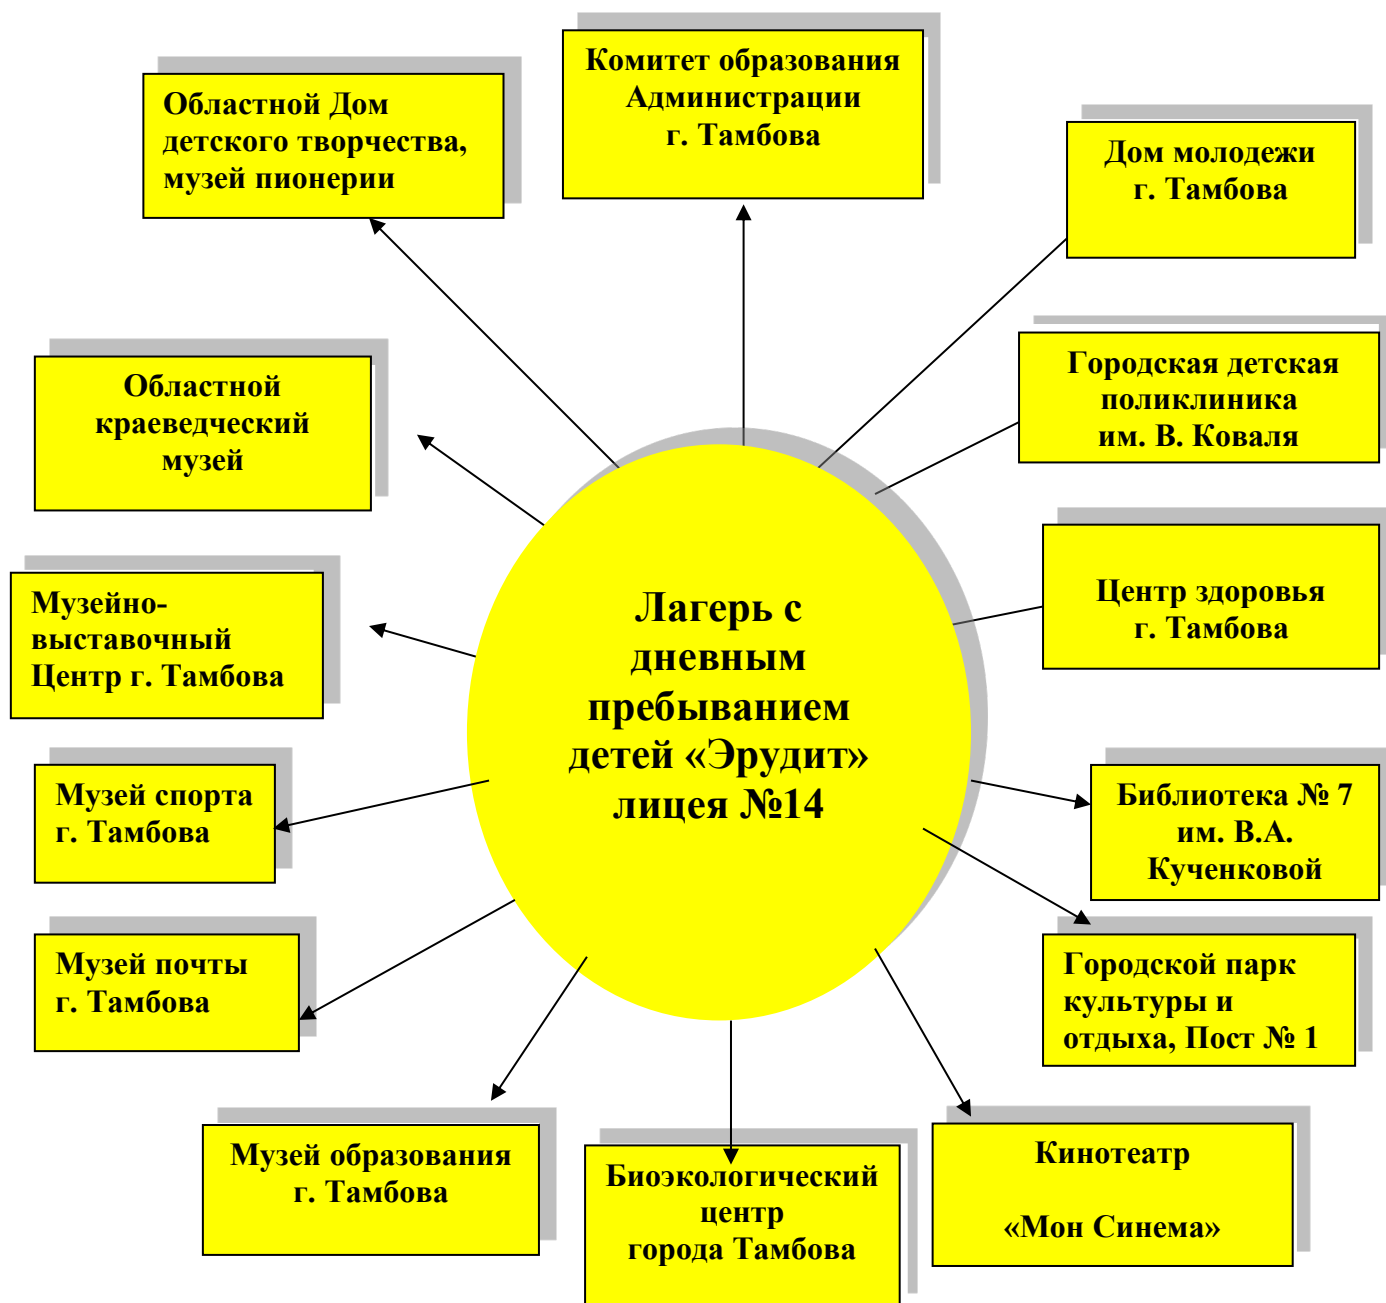 Комитет образования
Администрации
г. Тамбова
Областной Дом
детского творчества,
музей пионерии
Дом молодежи
г. Тамбова
Городская детская
поликлиника
им. В. Коваля
Областной
краеведческий
музей
Центр здоровья
г. Тамбова
Музейно-
выставочный
Центр г. Тамбова
Лагерь с
дневным
пребыванием
детей «Эрудит»
лицея №14
Музей спорта
г. Тамбова
Библиотека № 7
им. В.А.
Кученковой
Музей почты
г. Тамбова
Городской парк
культуры и
отдыха, Пост № 1
Музей образования
г. Тамбова
Биоэкологический
центр
города Тамбова
Кинотеатр
«Мон Синема»